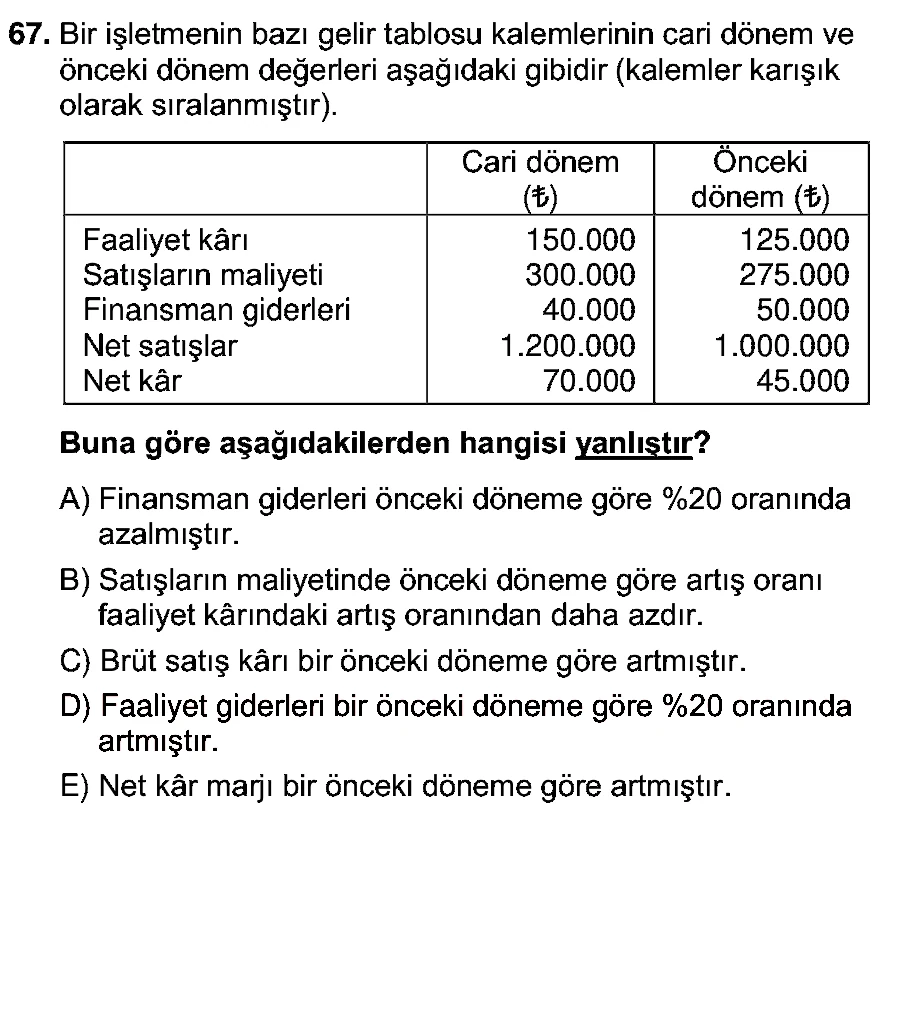 67. Bir işletmenin bazı gelir tablosu kalemlerinin cari dönem ve
önceki dönem değerleri aşağıdaki gibidir (kalemler karışık
olarak sıralanmıştır).
Cari dönem (₺) Önceki dönem (₺)
Faaliyet kârı 150.000 125.000
Satışların maliyeti 300.000 275.000
Finansman giderleri 40.000 50.000
Net satışlar 1.200.000 1.000.000
Net kâr 70.000 45.000
Buna göre aşağıdakilerden hangisi yanlıştır?
A) Finansman giderleri önceki döneme göre %20 oranında
azalmıştır.
B) Satışların maliyetinde önceki döneme göre artış oranı
faaliyet kârındaki artış oranından daha azdır.
C) Brüt satış kârı bir önceki döneme göre artmıştır.
D) Faaliyet giderleri bir önceki döneme göre %20 oranında
artmıştır.
E) Net kâr marjı bir önceki döneme göre artmıştır.